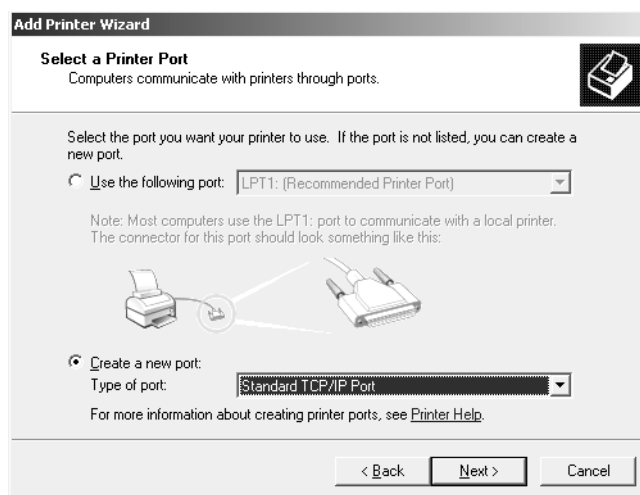 Add Printer Wizard
Select a Printer Port
Computers communicate with printers through ports.
Select the port you want your printer to use. If the port is not listed, you can create a
new port.
Use the following port: LPT1: (Recommended Printer Port)
Note: Most computers use the LPT1: port to communicate with a local printer.
The connector for this port should look something like this:
Create a new port:
Type of port: Standard TCP/IP Port
For more information about creating printer ports, see Printer Help.
< Back Next > Cancel